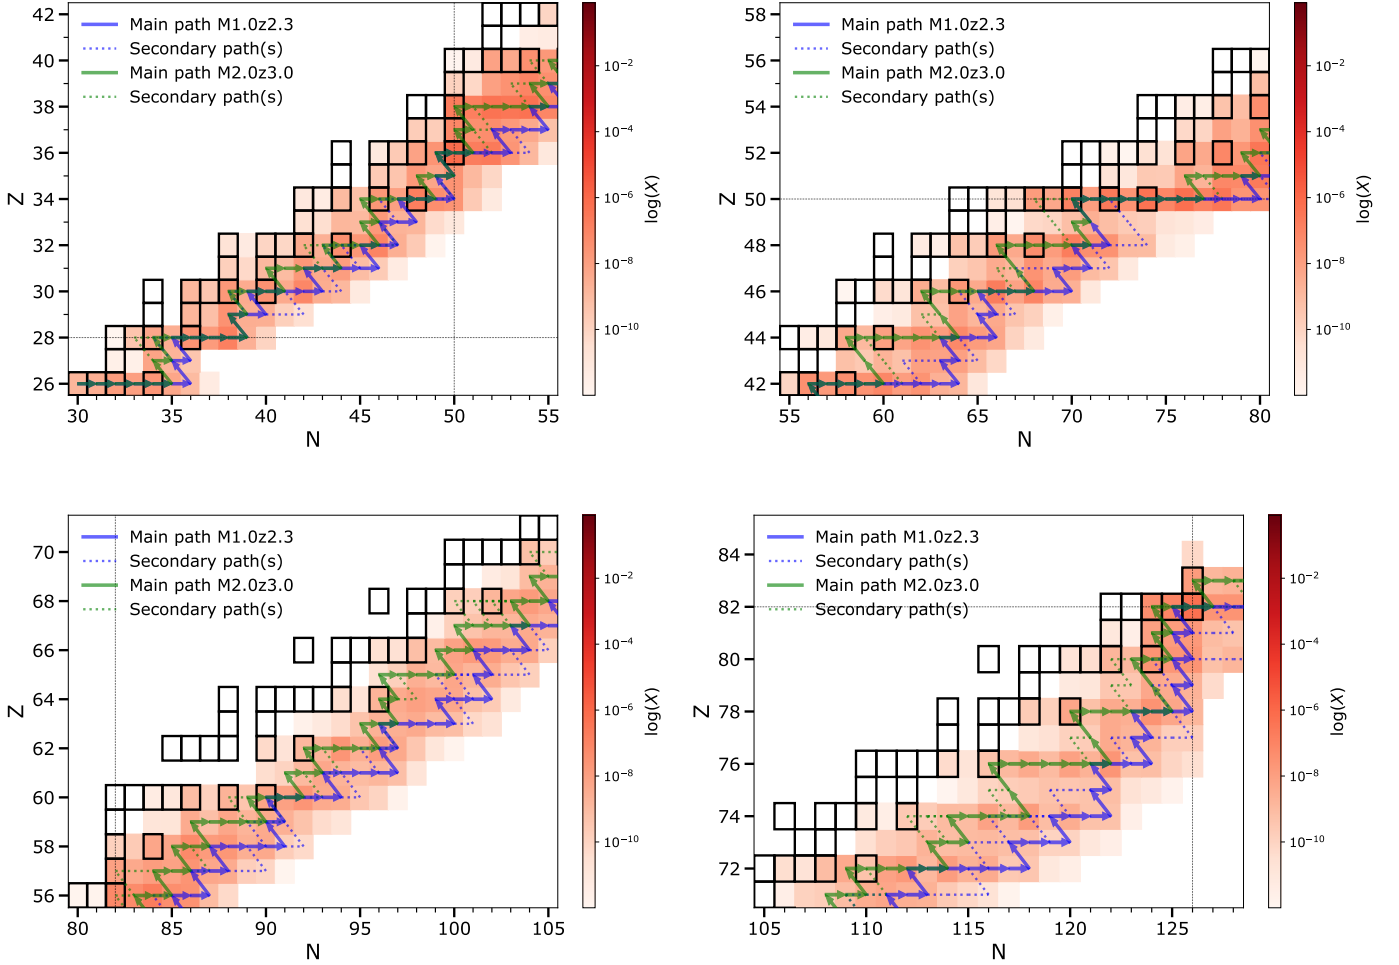 42
40
38
36
34
32
30
28
26
Z
Main path M1.0z2.3
Secondary path(s)
Main path M2.0z3.0
Secondary path(s)
30 35 40 45 50 55
N
10⁻²
10⁻⁴
10⁻⁶
10⁻⁸
10⁻¹⁰
log(X)
58
56
54
52
50
48
46
44
42
Z
Main path M1.0z2.3
Secondary path(s)
Main path M2.0z3.0
Secondary path(s)
55 60 65 70 75 80
N
10⁻²
10⁻⁴
10⁻⁶
10⁻⁸
10⁻¹⁰
log(X)
70
68
66
64
62
60
58
56
Z
Main path M1.0z2.3
Secondary path(s)
Main path M2.0z3.0
Secondary path(s)
80 85 90 95 100 105
N
10⁻²
10⁻⁴
10⁻⁶
10⁻⁸
10⁻¹⁰
log(X)
84
82
80
78
76
74
72
Z
Main path M1.0z2.3
Secondary path(s)
Main path M2.0z3.0
Secondary path(s)
105 110 115 120 125
N
10⁻²
10⁻⁴
10⁻⁶
10⁻⁸
10⁻¹⁰
log(X)